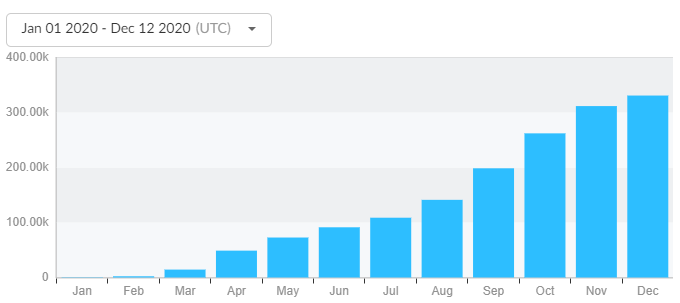 Jan 01 2020 - Dec 12 2020 (UTC)
400.00k
300.00k
200.00k
100.00k
0
Jan Feb Mar Apr May Jun Jul Aug Sep Oct Nov Dec